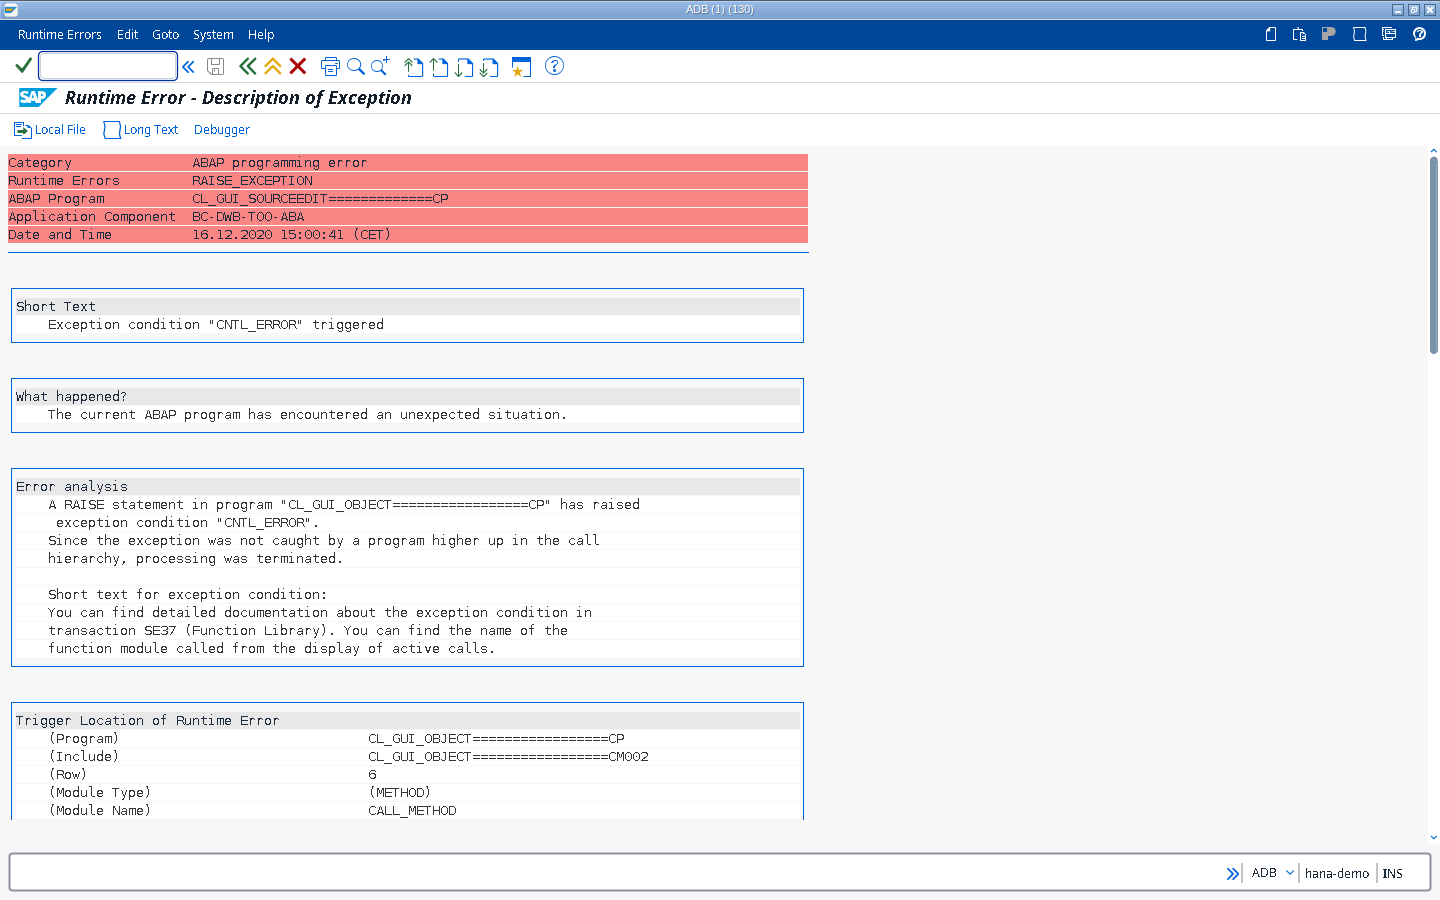 ADB (1) (130)
Runtime Errors Edit Goto System Help
SAP Runtime Error - Description of Exception
Local File Long Text Debugger
Category ABAP programming error
Runtime Errors RAISE_EXCEPTION
ABAP Program CL_GUI_SOURCEEDIT=============CP
Application Component BC-DWB-TOO-ABA
Date and Time 16.12.2020 15:00:41 (CET)
Short Text
Exception condition "CNTL_ERROR" triggered
What happened?
The current ABAP program has encountered an unexpected situation.
Error analysis
A RAISE statement in program "CL_GUI_OBJECT=================CP" has raised
exception condition "CNTL_ERROR".
Since the exception was not caught by a program higher up in the call
hierarchy, processing was terminated.
Short text for exception condition:
You can find detailed documentation about the exception condition in
transaction SE37 (Function Library). You can find the name of the
function module called from the display of active calls.
Trigger Location of Runtime Error
(Program) CL_GUI_OBJECT=================CP
(Include) CL_GUI_OBJECT=================CM002
(Row) 6
(Module Type) (METHOD)
(Module Name) CALL_METHOD
ADB hana-demo INS